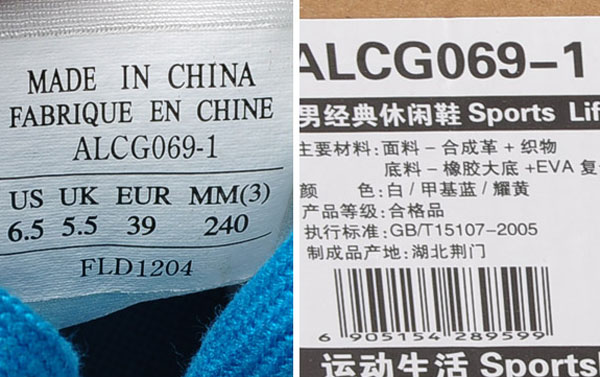 MADE IN CHINA
FABRIQUE EN CHINE
ALCG069-1
US UK EUR MM(3)
6.5 5.5 39 240
FLD1204
ALCG069-1
男经典休闲鞋 Sports Lif
主要材料:面料-合成革+织物
底料-橡胶大底+EVA 复
颜 色:白/甲基蓝/耀黄
产品等级:合格品
执行标准:GB/T15107-2005
制成品产地:湖北荆门
6 905154 289599
运动生活 Sports